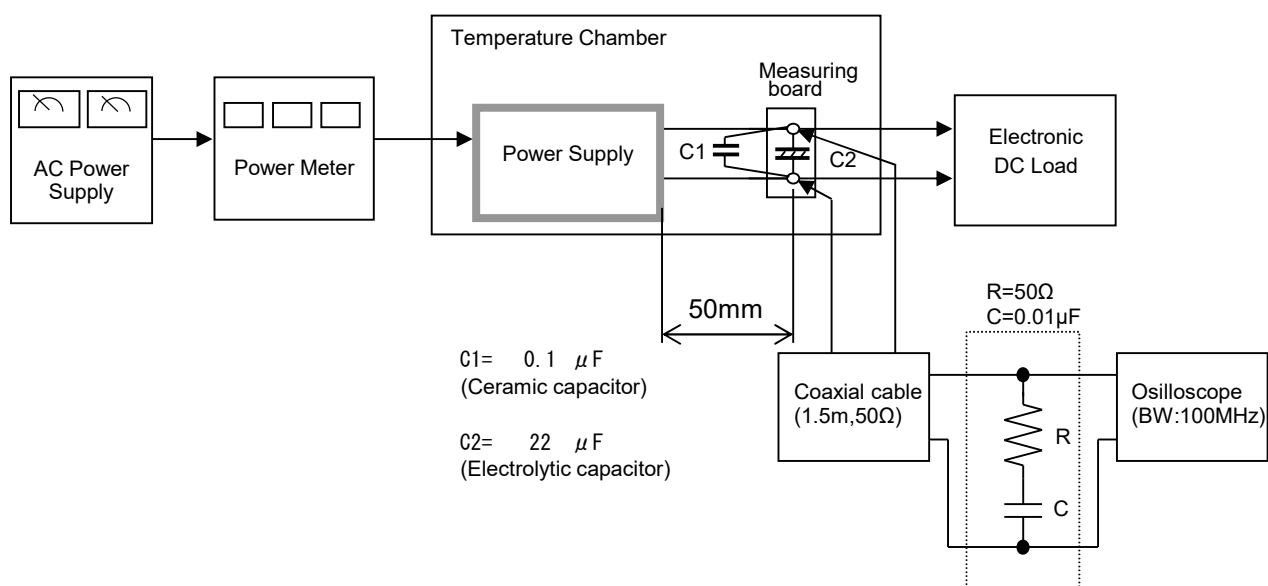 Temperature Chamber
Measuring
board
AC Power
Supply
Power Meter
Power Supply
C1
C2
Electronic
DC Load
50mm
R=50Ω
C=0.01µF
C1= 0.1 μF
(Ceramic capacitor)
C2= 22 μF
(Electrolytic capacitor)
Coaxial cable
(1.5m,50Ω)
R
C
Osilloscope
(BW:100MHz)